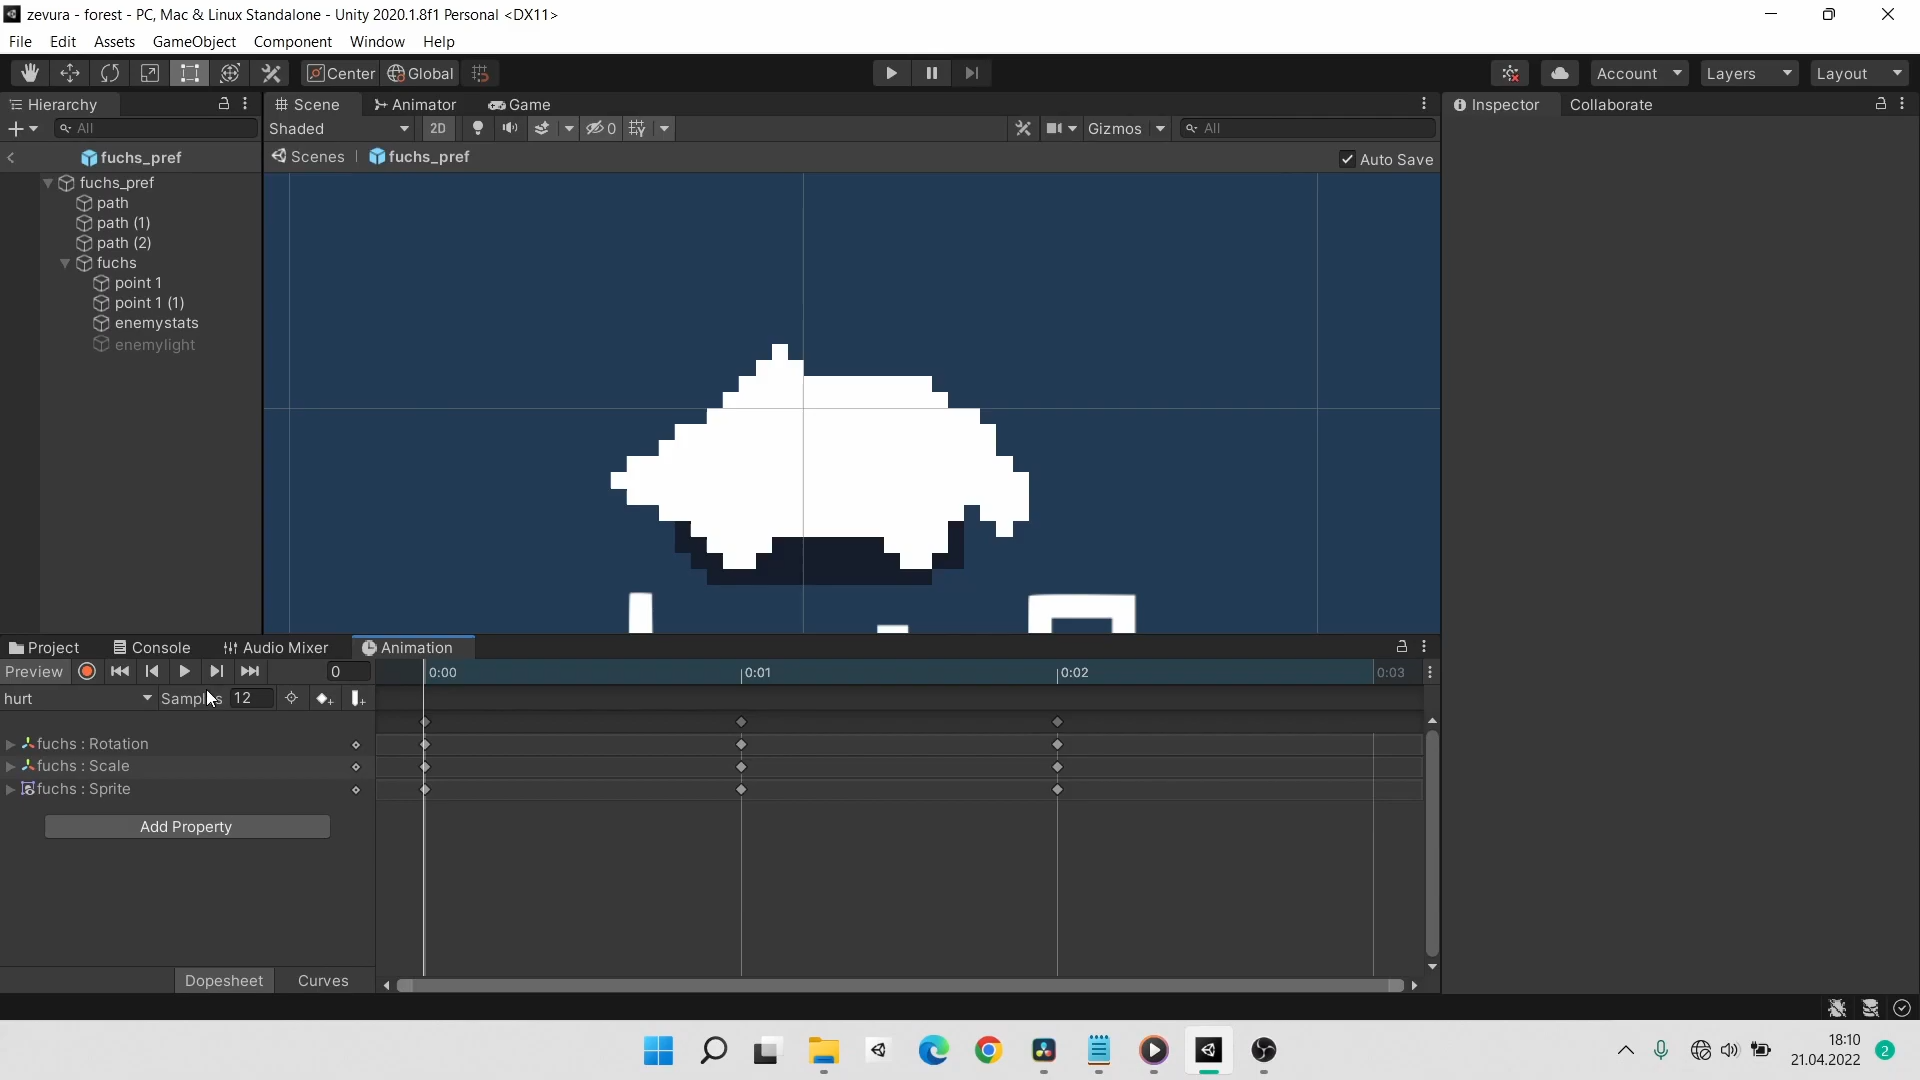 zevura - forest - PC, Mac & Linux Standalone - Unity 2020.1.8f1 Personal <DX11>
File Edit Assets GameObject Component Window Help
Center Global Account Layers Layout
Hierarchy Scene Animator Game Inspector Collaborate
All Shaded 2D 0 Gizmos All
fuchs_pref Scenes fuchs_pref Auto Save
fuchs_pref
path
path (1)
path (2)
fuchs
point 1
point 1 (1)
enemystats
enemylight
Project Console Audio Mixer Animation
Preview 0 0:00 0:01 0:02 0:03
hurt Samples 12
fuchs : Rotation
fuchs : Scale
fuchs : Sprite
Add Property
Dopesheet Curves
18:10
21.04.2022 2